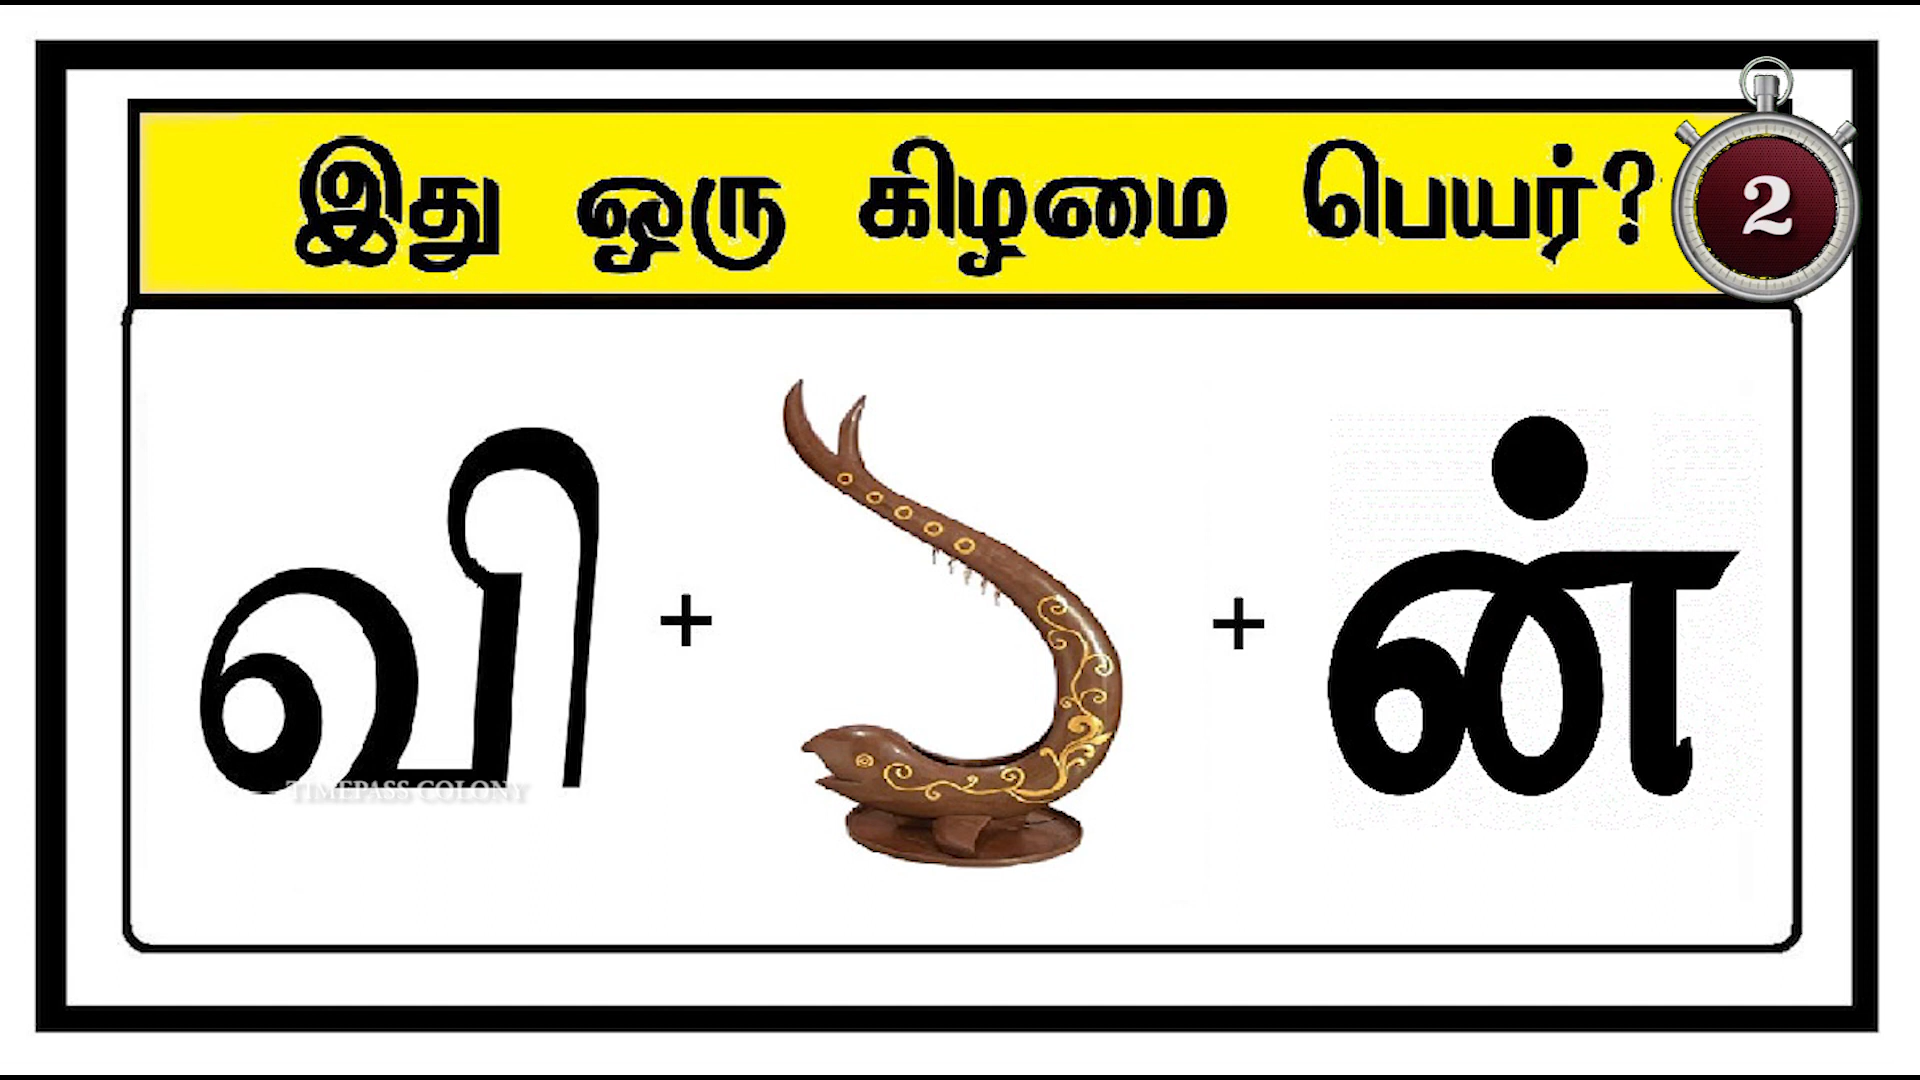 இது ஒரு கிழமை பெயர்?
2
வி + + ன்
TIMEPASS COLONY